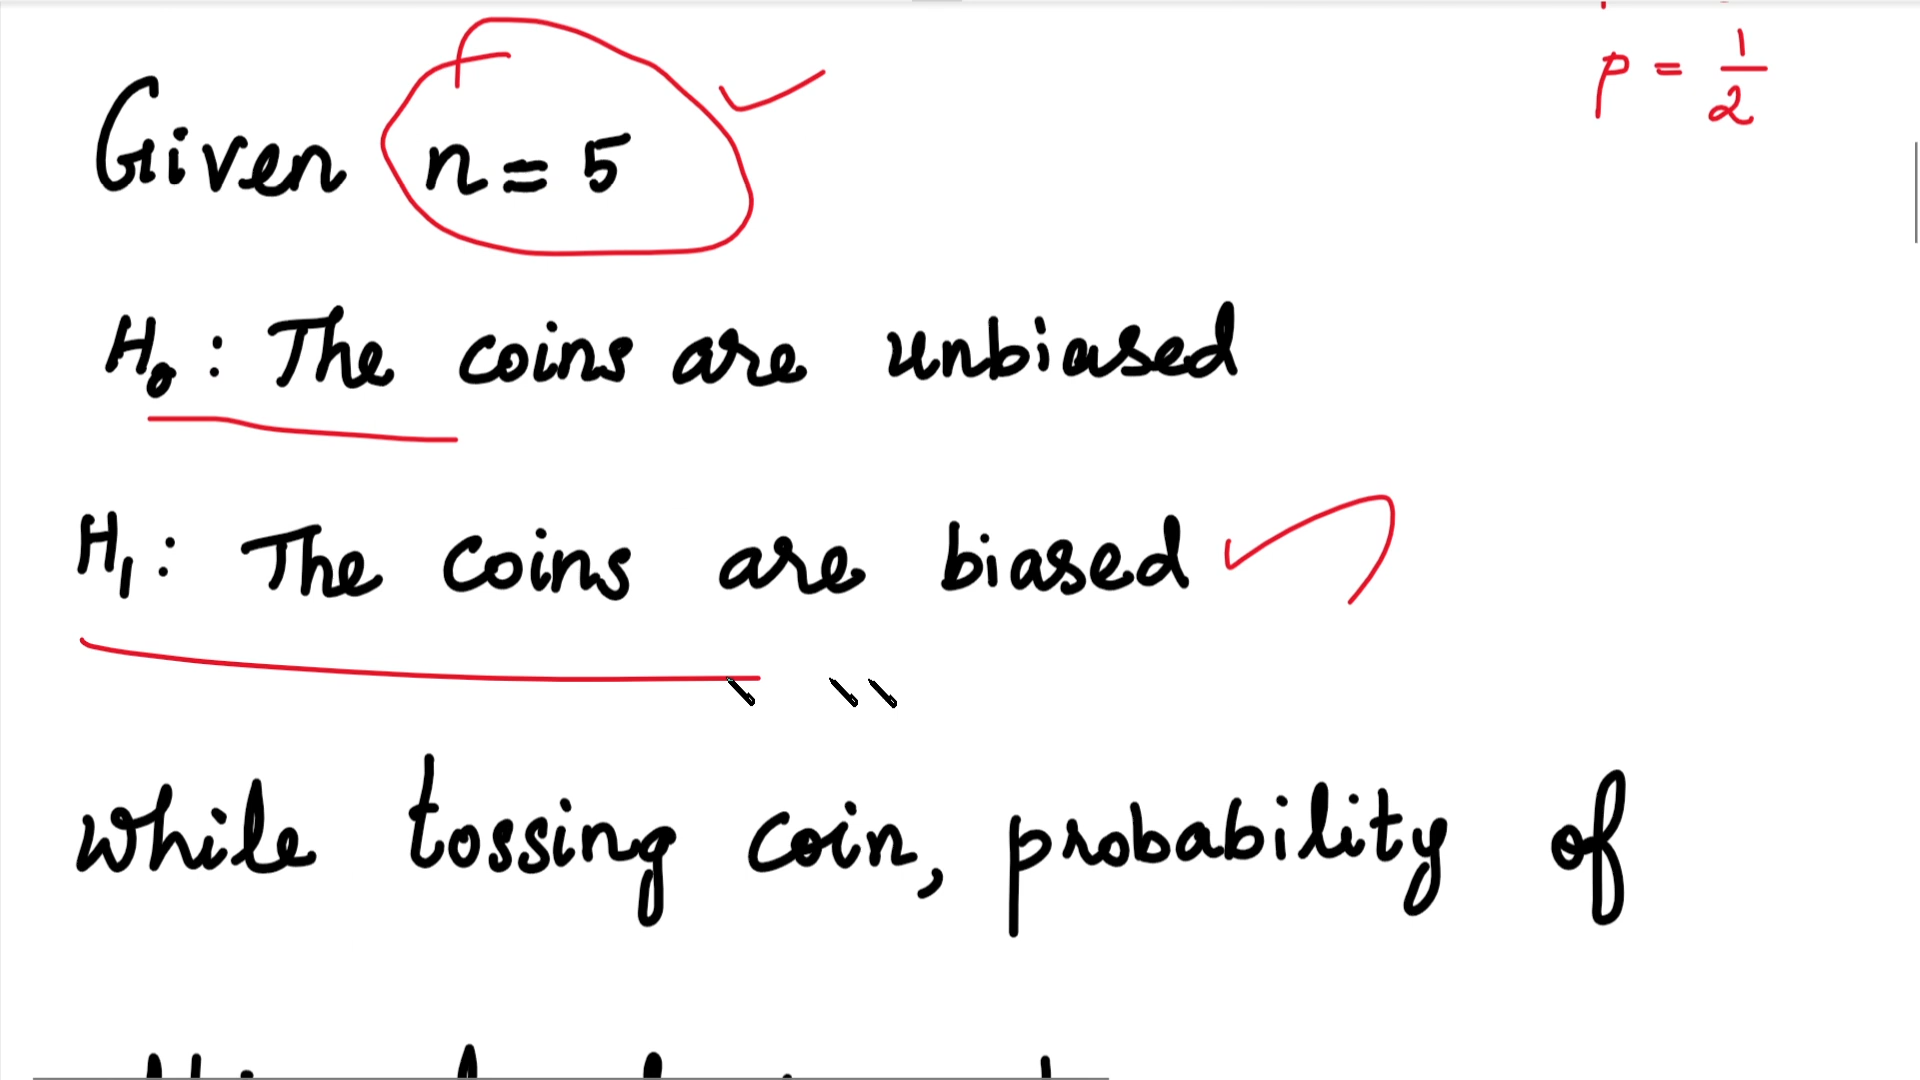 p = 1/2
Given n = 5
H₀ : The coins are unbiased
H₁ : The coins are biased
while tossing coin, probability of